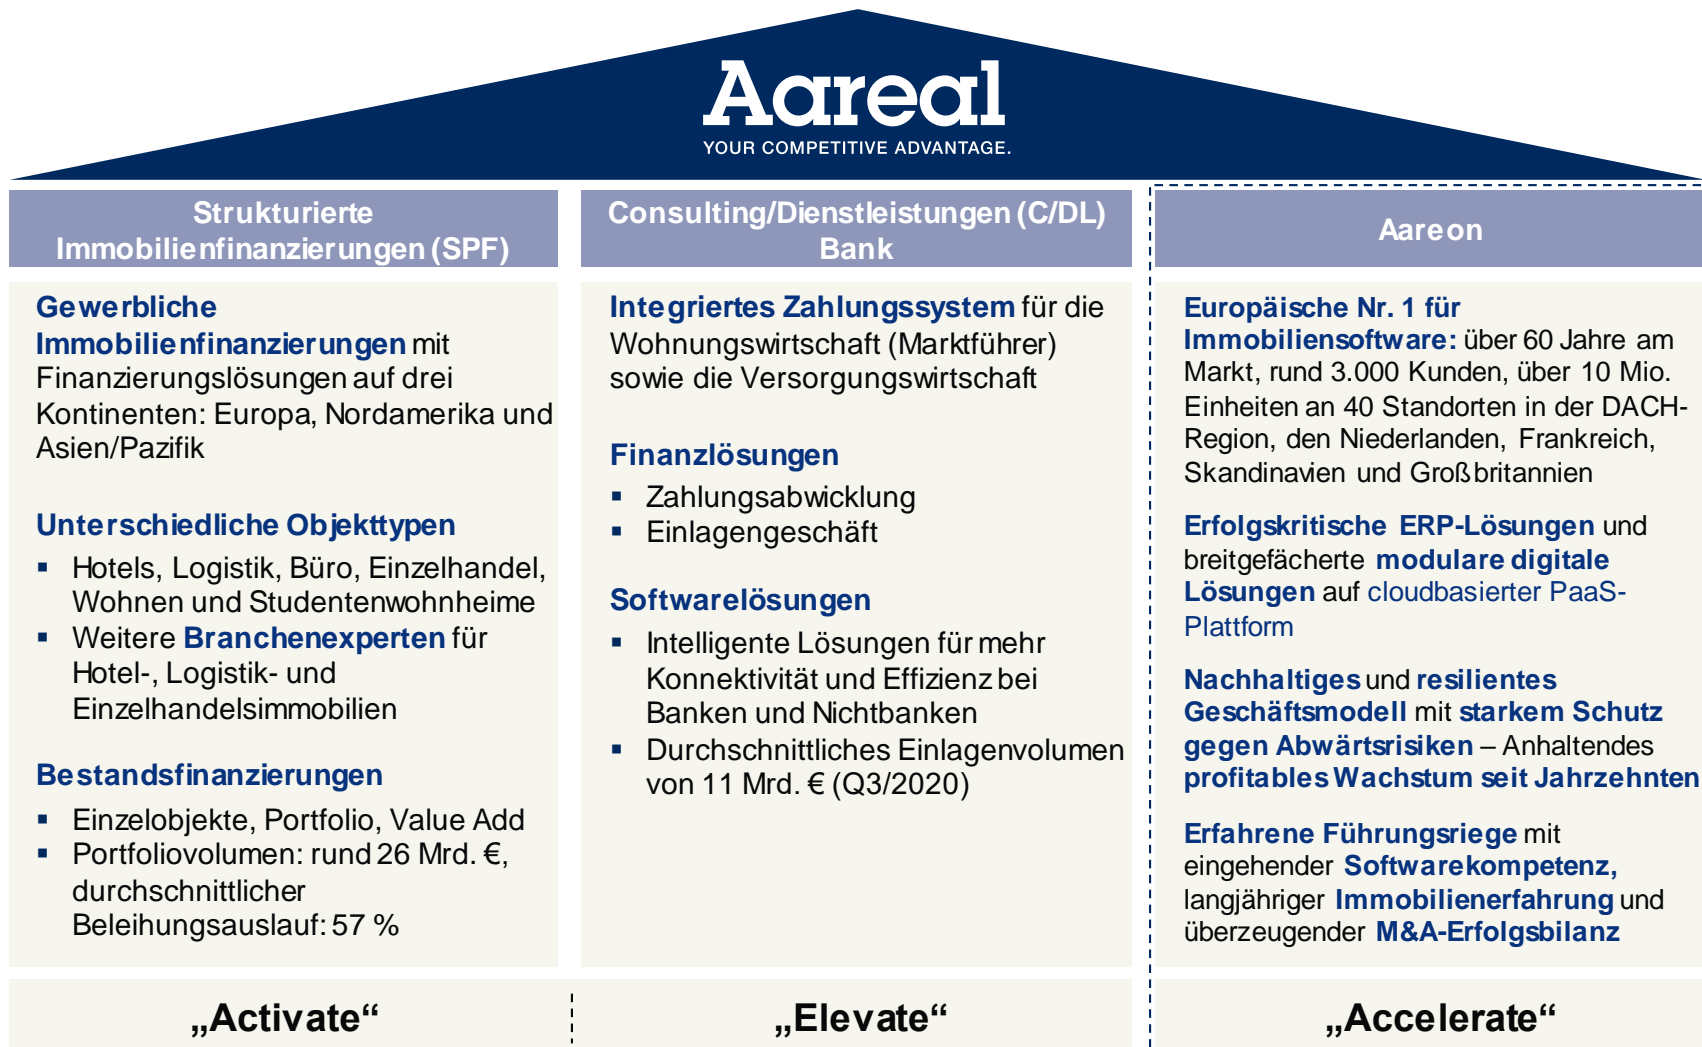 Aareal
YOUR COMPETITIVE ADVANTAGE.
Strukturierte
Immobilienfinanzierungen (SPF)
Gewerbliche
Immobilienfinanzierungen mit
Finanzierungslösungen auf drei
Kontinenten: Europa, Nordamerika und
Asien/Pazifik
Unterschiedliche Objekttypen
▪ Hotels, Logistik, Büro, Einzelhandel,
Wohnen und Studentenwohnheime
▪ Weitere Branchenexperten für
Hotel-, Logistik- und
Einzelhandelsimmobilien
Bestandsfinanzierungen
▪ Einzelobjekte, Portfolio, Value Add
▪ Portfoliovolumen: rund 26 Mrd. €,
durchschnittlicher
Beleihungsauslauf: 57 %
„Activate“
Consulting/Dienstleistungen (C/DL)
Bank
Integriertes Zahlungssystem für die
Wohnungswirtschaft (Marktführer)
sowie die Versorgungswirtschaft
Finanzlösungen
▪ Zahlungsabwicklung
▪ Einlagengeschäft
Softwarelösungen
▪ Intelligente Lösungen für mehr
Konnektivität und Effizienz bei
Banken und Nichtbanken
▪ Durchschnittliches Einlagenvolumen
von 11 Mrd. € (Q3/2020)
„Elevate“
Aareon
Europäische Nr. 1 für
Immobiliensoftware: über 60 Jahre am
Markt, rund 3.000 Kunden, über 10 Mio.
Einheiten an 40 Standorten in der DACH-
Region, den Niederlanden, Frankreich,
Skandinavien und Großbritannien
Erfolgskritische ERP-Lösungen und
breitgefächerte modulare digitale
Lösungen auf cloudbasierter PaaS-
Plattform
Nachhaltiges und resilientes
Geschäftsmodell mit starkem Schutz
gegen Abwärtsrisiken – Anhaltendes
profitables Wachstum seit Jahrzehnten
Erfahrene Führungsriege mit
eingehender Softwarekompetenz,
langjähriger Immobilienerfahrung und
überzeugender M&A-Erfolgsbilanz
„Accelerate“